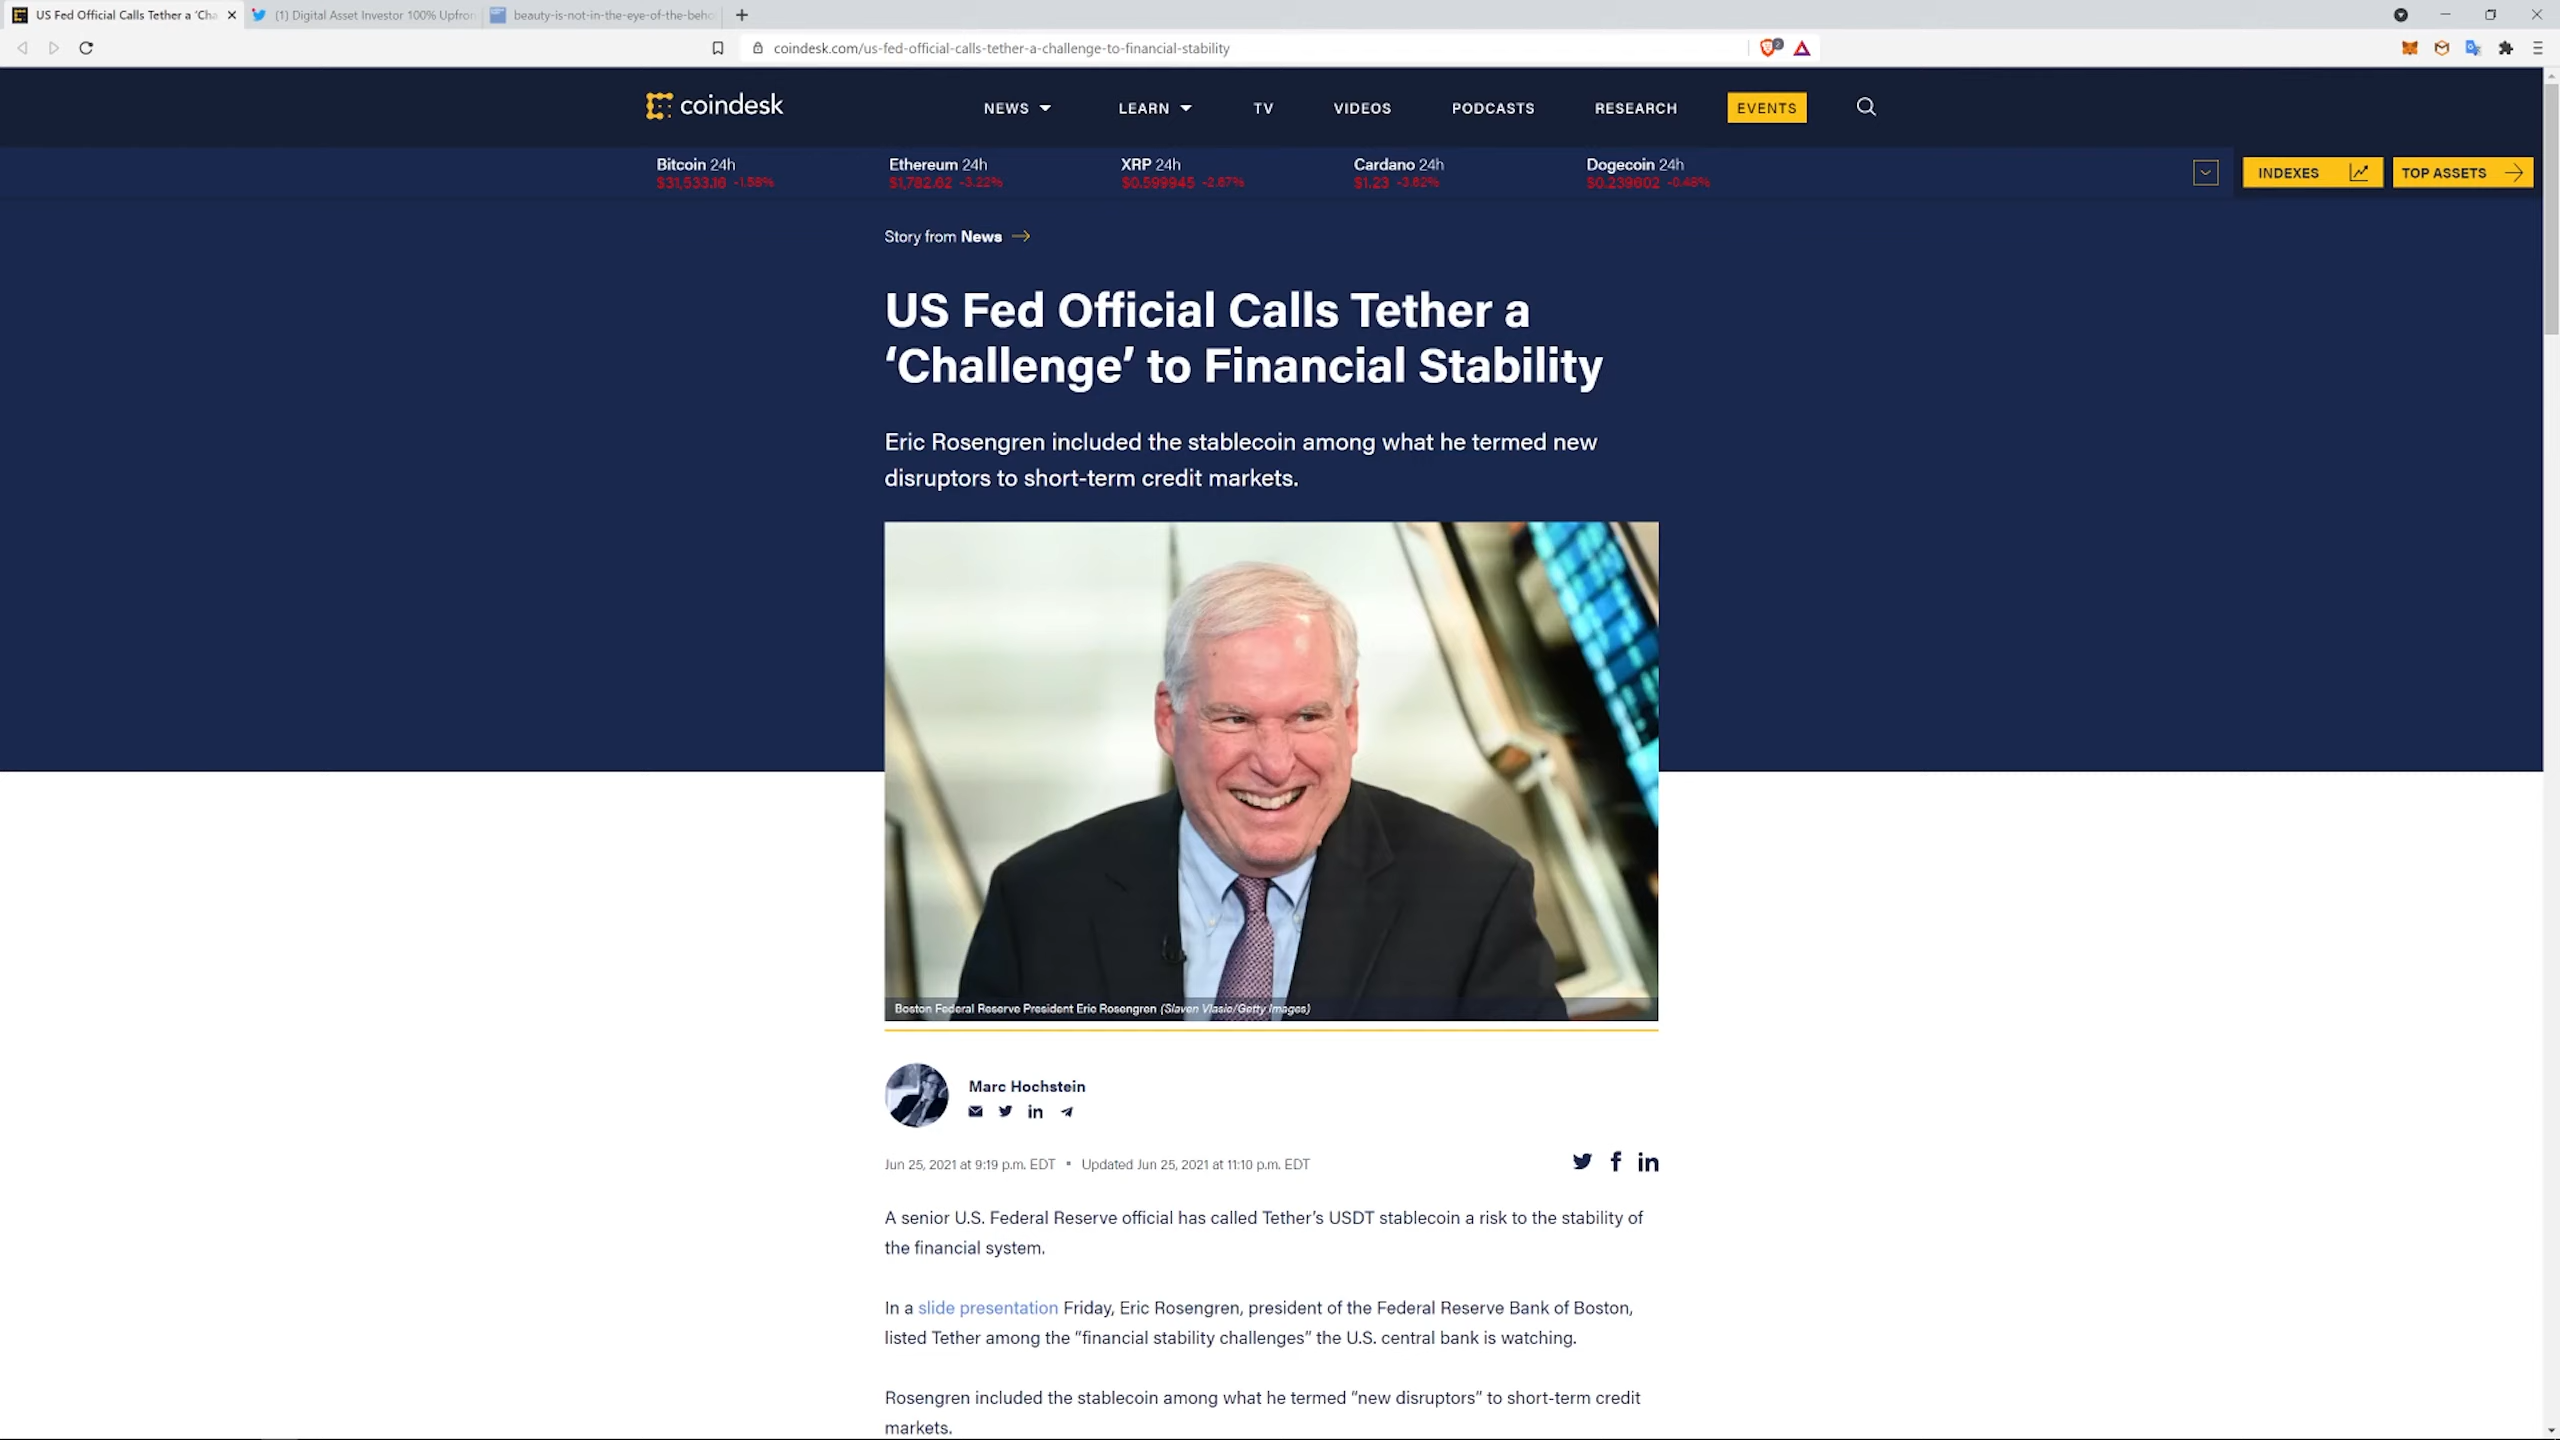 US Fed Official Calls Tether a 'Cha
(1) Digital Asset Investor 100% Upfron
beauty-is-not-in-the-eye-of-the-beho
coindesk.com/us-fed-official-calls-tether-a-challenge-to-financial-stability
2
coindesk
NEWS
LEARN
TV
VIDEOS
PODCASTS
RESEARCH
EVENTS
Bitcoin 24h
$31,533.16 -1.58%
Ethereum 24h
$1,782.62 -3.22%
XRP 24h
$0.599945 -2.67%
Cardano 24h
$1.23 -3.62%
Dogecoin 24h
$0.239602 -0.48%
INDEXES
TOP ASSETS
Story from News
US Fed Official Calls Tether a
‘Challenge’ to Financial Stability
Eric Rosengren included the stablecoin among what he termed new
disruptors to short-term credit markets.
Boston Federal Reserve President Eric Rosengren (Slaven Vlasic/Getty Images)
Marc Hochstein
Jun 25, 2021 at 9:19 p.m. EDT • Updated Jun 25, 2021 at 11:10 p.m. EDT
A senior U.S. Federal Reserve official has called Tether’s USDT stablecoin a risk to the stability of
the financial system.
In a slide presentation Friday, Eric Rosengren, president of the Federal Reserve Bank of Boston,
listed Tether among the “financial stability challenges” the U.S. central bank is watching.
Rosengren included the stablecoin among what he termed “new disruptors” to short-term credit
markets.